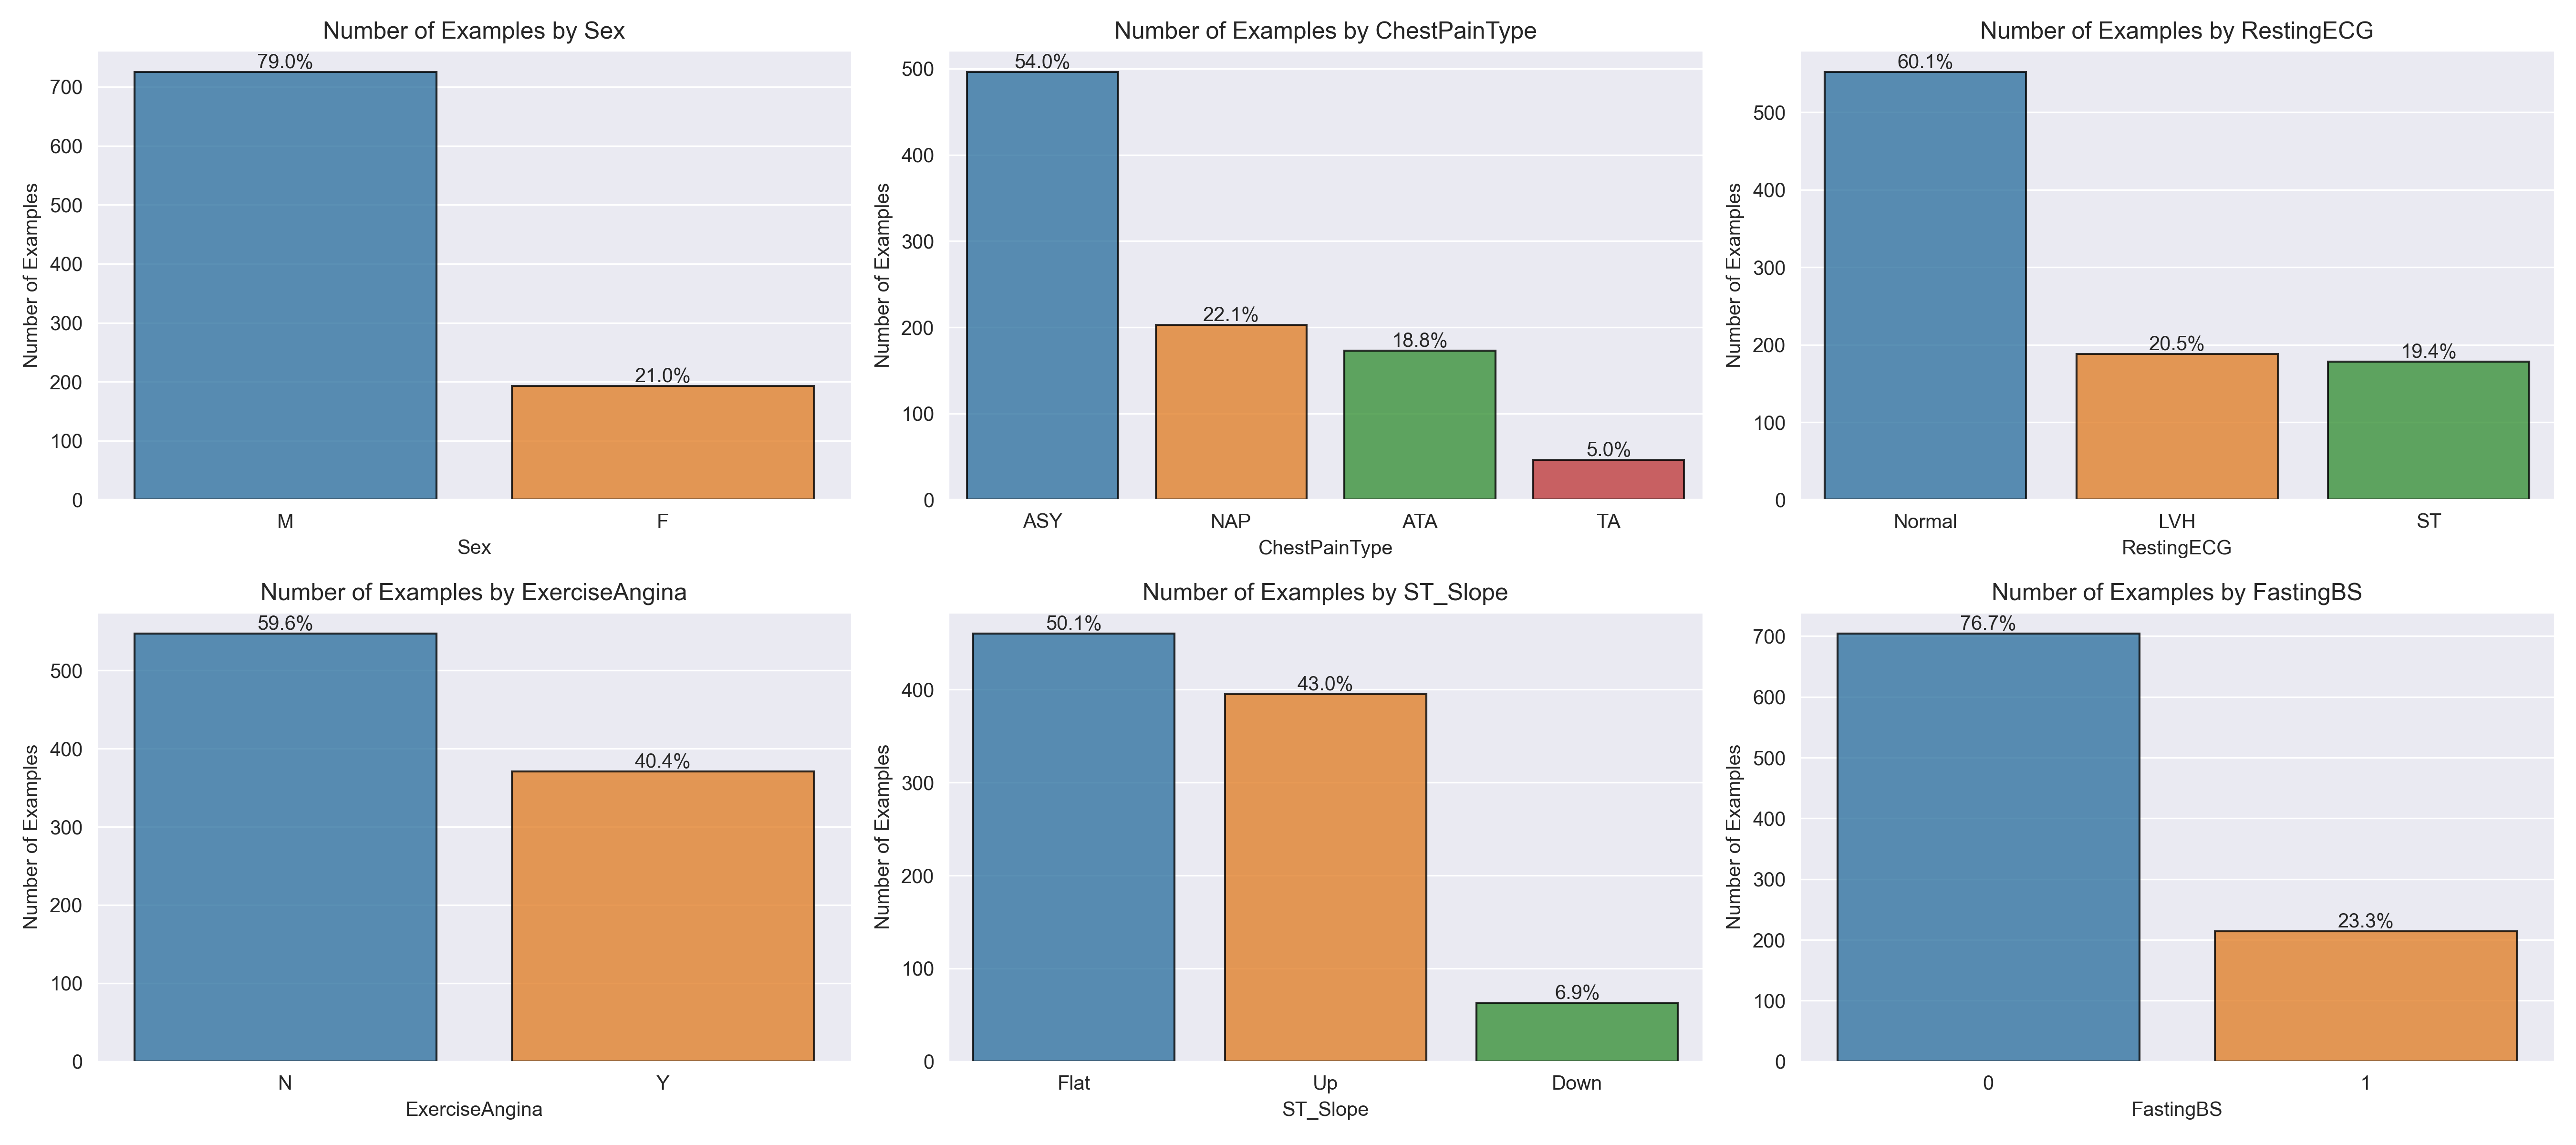 Number of Examples by Sex
Number of Examples
700
600
500
400
300
200
100
0
79.0%
21.0%
M
F
Sex
Number of Examples by ChestPainType
Number of Examples
500
400
300
200
100
0
54.0%
22.1%
18.8%
5.0%
ASY
NAP
ATA
TA
ChestPainType
Number of Examples by RestingECG
Number of Examples
500
400
300
200
100
0
60.1%
20.5%
19.4%
Normal
LVH
ST
RestingECG
Number of Examples by ExerciseAngina
Number of Examples
500
400
300
200
100
0
59.6%
40.4%
N
Y
ExerciseAngina
Number of Examples by ST_Slope
Number of Examples
400
300
200
100
0
50.1%
43.0%
6.9%
Flat
Up
Down
ST_Slope
Number of Examples by FastingBS
Number of Examples
700
600
500
400
300
200
100
0
76.7%
23.3%
0
1
FastingBS